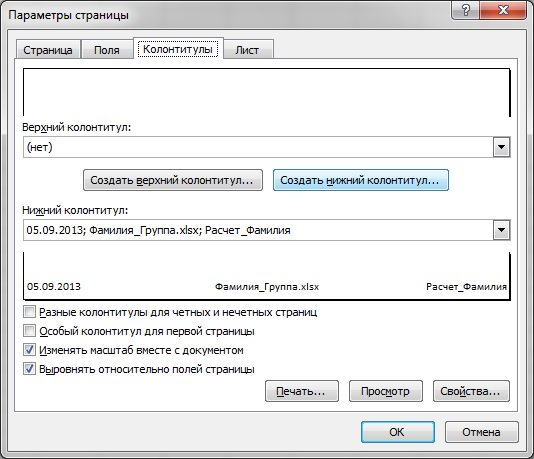 Параметры страницы
Страница Поля Колонтитулы Лист
Верхний колонтитул:
(нет)
Создать верхний колонтитул... Создать нижний колонтитул...
Нижний колонтитул:
05.09.2013; Фамилия_Группа.xlsx; Расчет_Фамилия
05.09.2013 Фамилия_Группа.xlsx Расчет_Фамилия
Разные колонтитулы для четных и нечетных страниц
Особый колонтитул для первой страницы
Изменять масштаб вместе с документом
Выровнять относительно полей страницы
Печать... Просмотр Свойства...
ОК Отмена